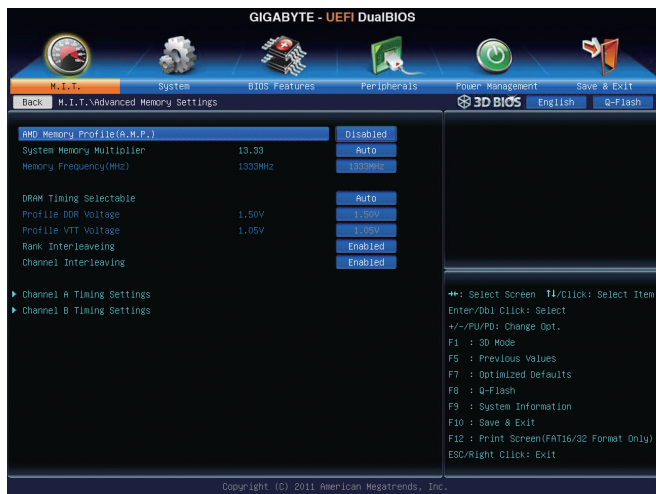 GIGABYTE - UEFI DualBIOS
M.I.T.
System
BIOS Features
Peripherals
Power Management
Save & Exit
Back M.I.T.\Advanced Memory Settings
3D BIOS English Q-Flash
AMD Memory Profile(A.M.P.) Disabled
System Memory Multiplier 13.33 Auto
Memory Frequency(MHz) 1333MHz 1333MHz
DRAM Timing Selectable Auto
Profile DDR Voltage 1.50V 1.50V
Profile VTT Voltage 1.05V 1.05V
Rank Interleaveing Enabled
Channel Interleaving Enabled
Channel A Timing Settings
Channel B Timing Settings
→←: Select Screen ↑↓/Click: Select Item
Enter/Dbl Click: Select
+/-/PU/PD: Change Opt.
F1 : 3D Mode
F5 : Previous Values
F7 : Optimized Defaults
F8 : Q-Flash
F9 : System Information
F10 : Save & Exit
F12 : Print Screen(FAT16/32 Format Only)
ESC/Right Click: Exit
Copyright (C) 2011 American Megatrends, Inc.